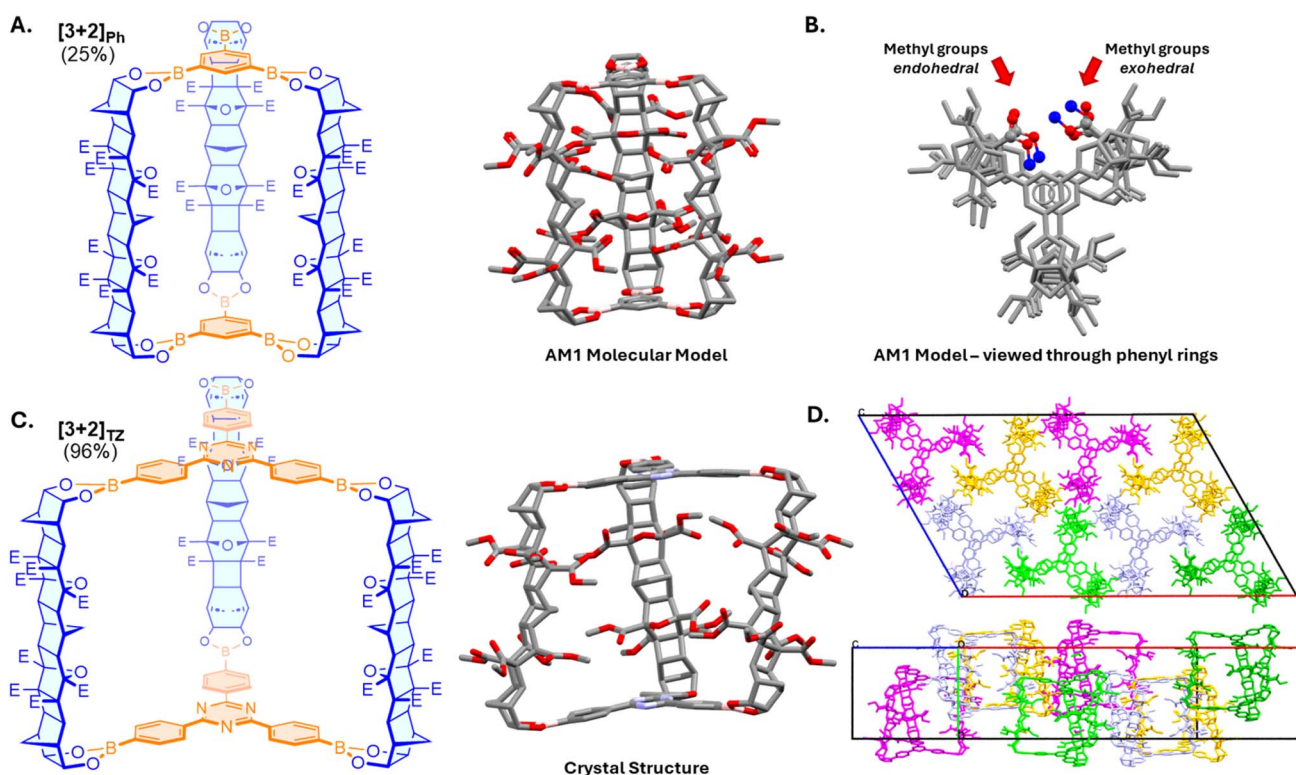 A.
[3+2]Ph
(25%)
O
O
B
B
B
O
O
O
O
E
E
E
O
E
E
E
O
E
E
E
E
O
E
E
O
E
E
E
O
E
E
E
O
E
E
E
O
O
B
B
B
O
O
O
O
AM1 Molecular Model
B.
Methyl groups
endohedral
Methyl groups
exohedral
AM1 Model – viewed through phenyl rings
C.
[3+2]TZ
(96%)
O
O
B
E
E
N
N
E
N
E
B
B
O
O
O
O
E
O
E
E
E
O
E
E
E
O
E
E
E
E
O
E
E
E
O
E
O
O
B
N
N
N
B
B
O
O
O
O
Crystal Structure
D.
C
O
C
O